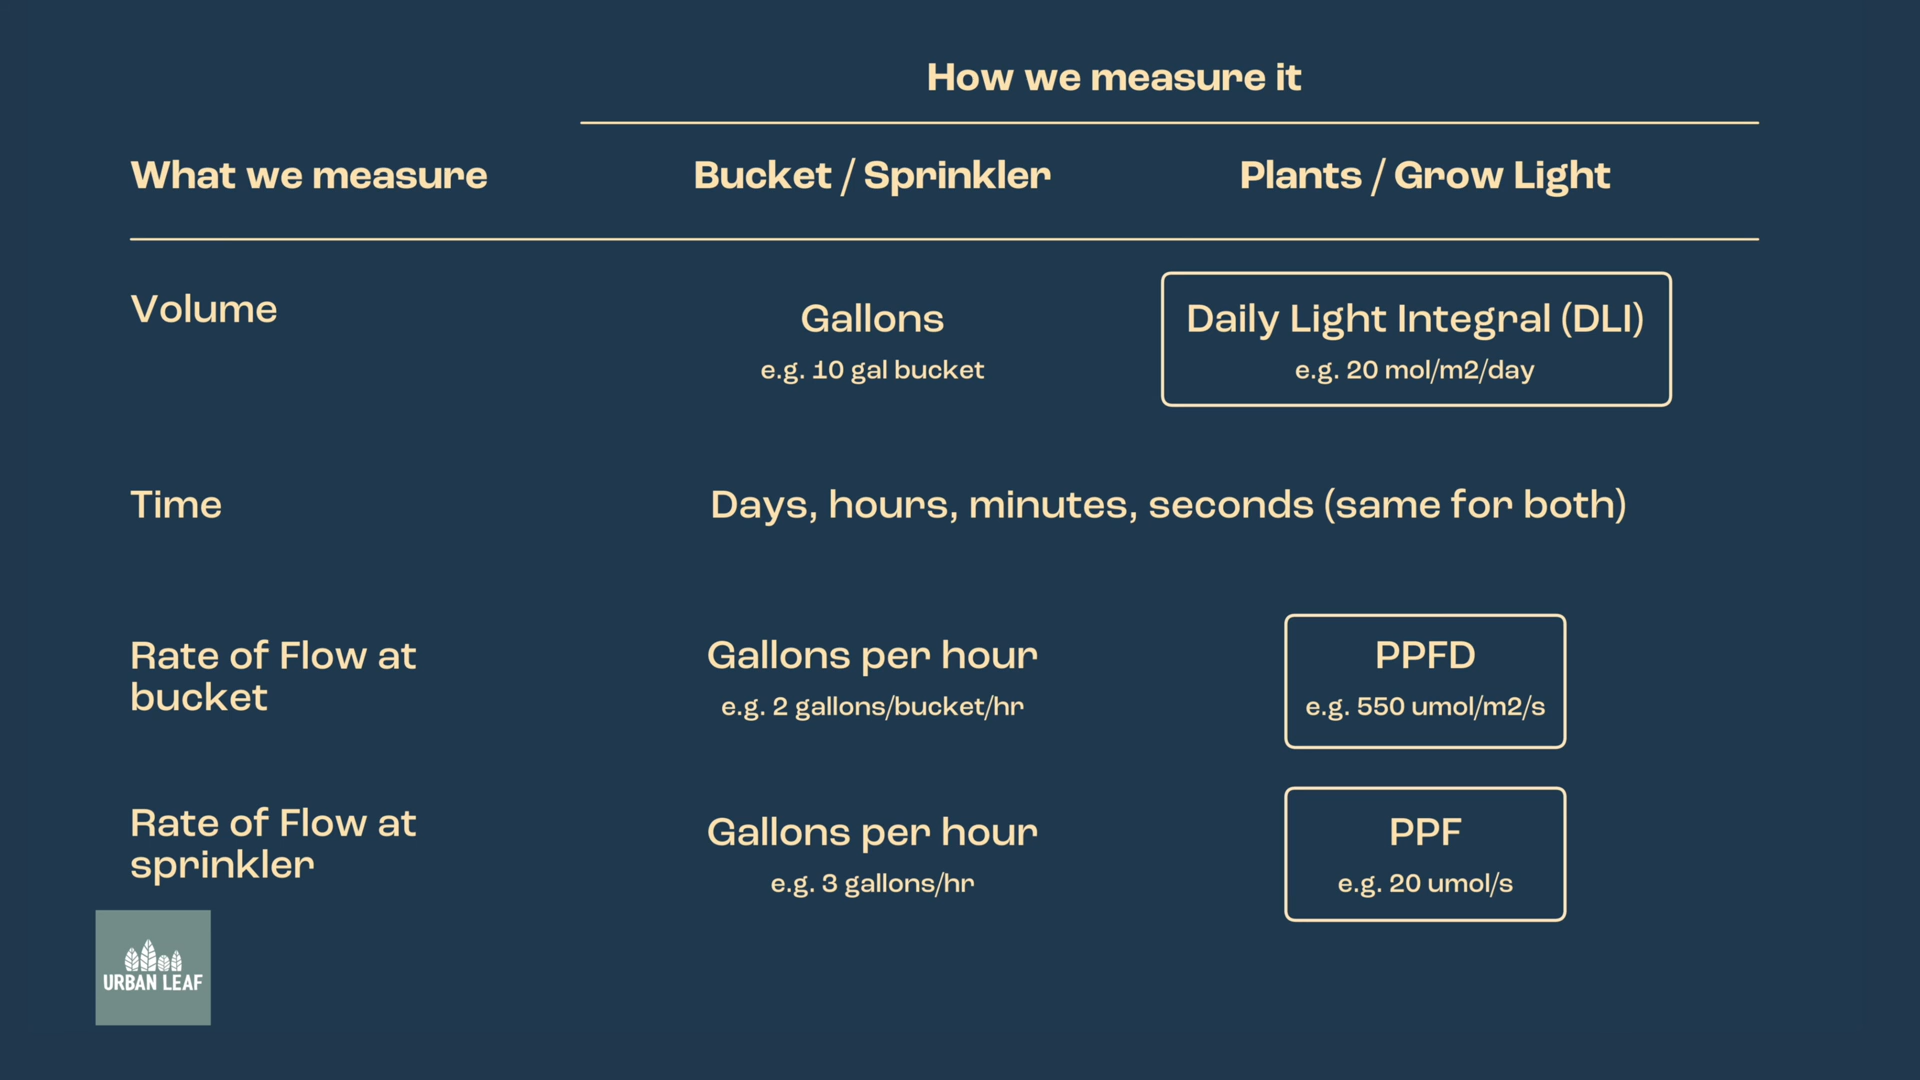 How we measure it
What we measure
Bucket / Sprinkler
Plants / Grow Light
Volume
Gallons
e.g. 10 gal bucket
Daily Light Integral (DLI)
e.g. 20 mol/m2/day
Time
Days, hours, minutes, seconds (same for both)
Rate of Flow at
bucket
Gallons per hour
e.g. 2 gallons/bucket/hr
PPFD
e.g. 550 umol/m2/s
Rate of Flow at
sprinkler
Gallons per hour
e.g. 3 gallons/hr
PPF
e.g. 20 umol/s
URBAN LEAF